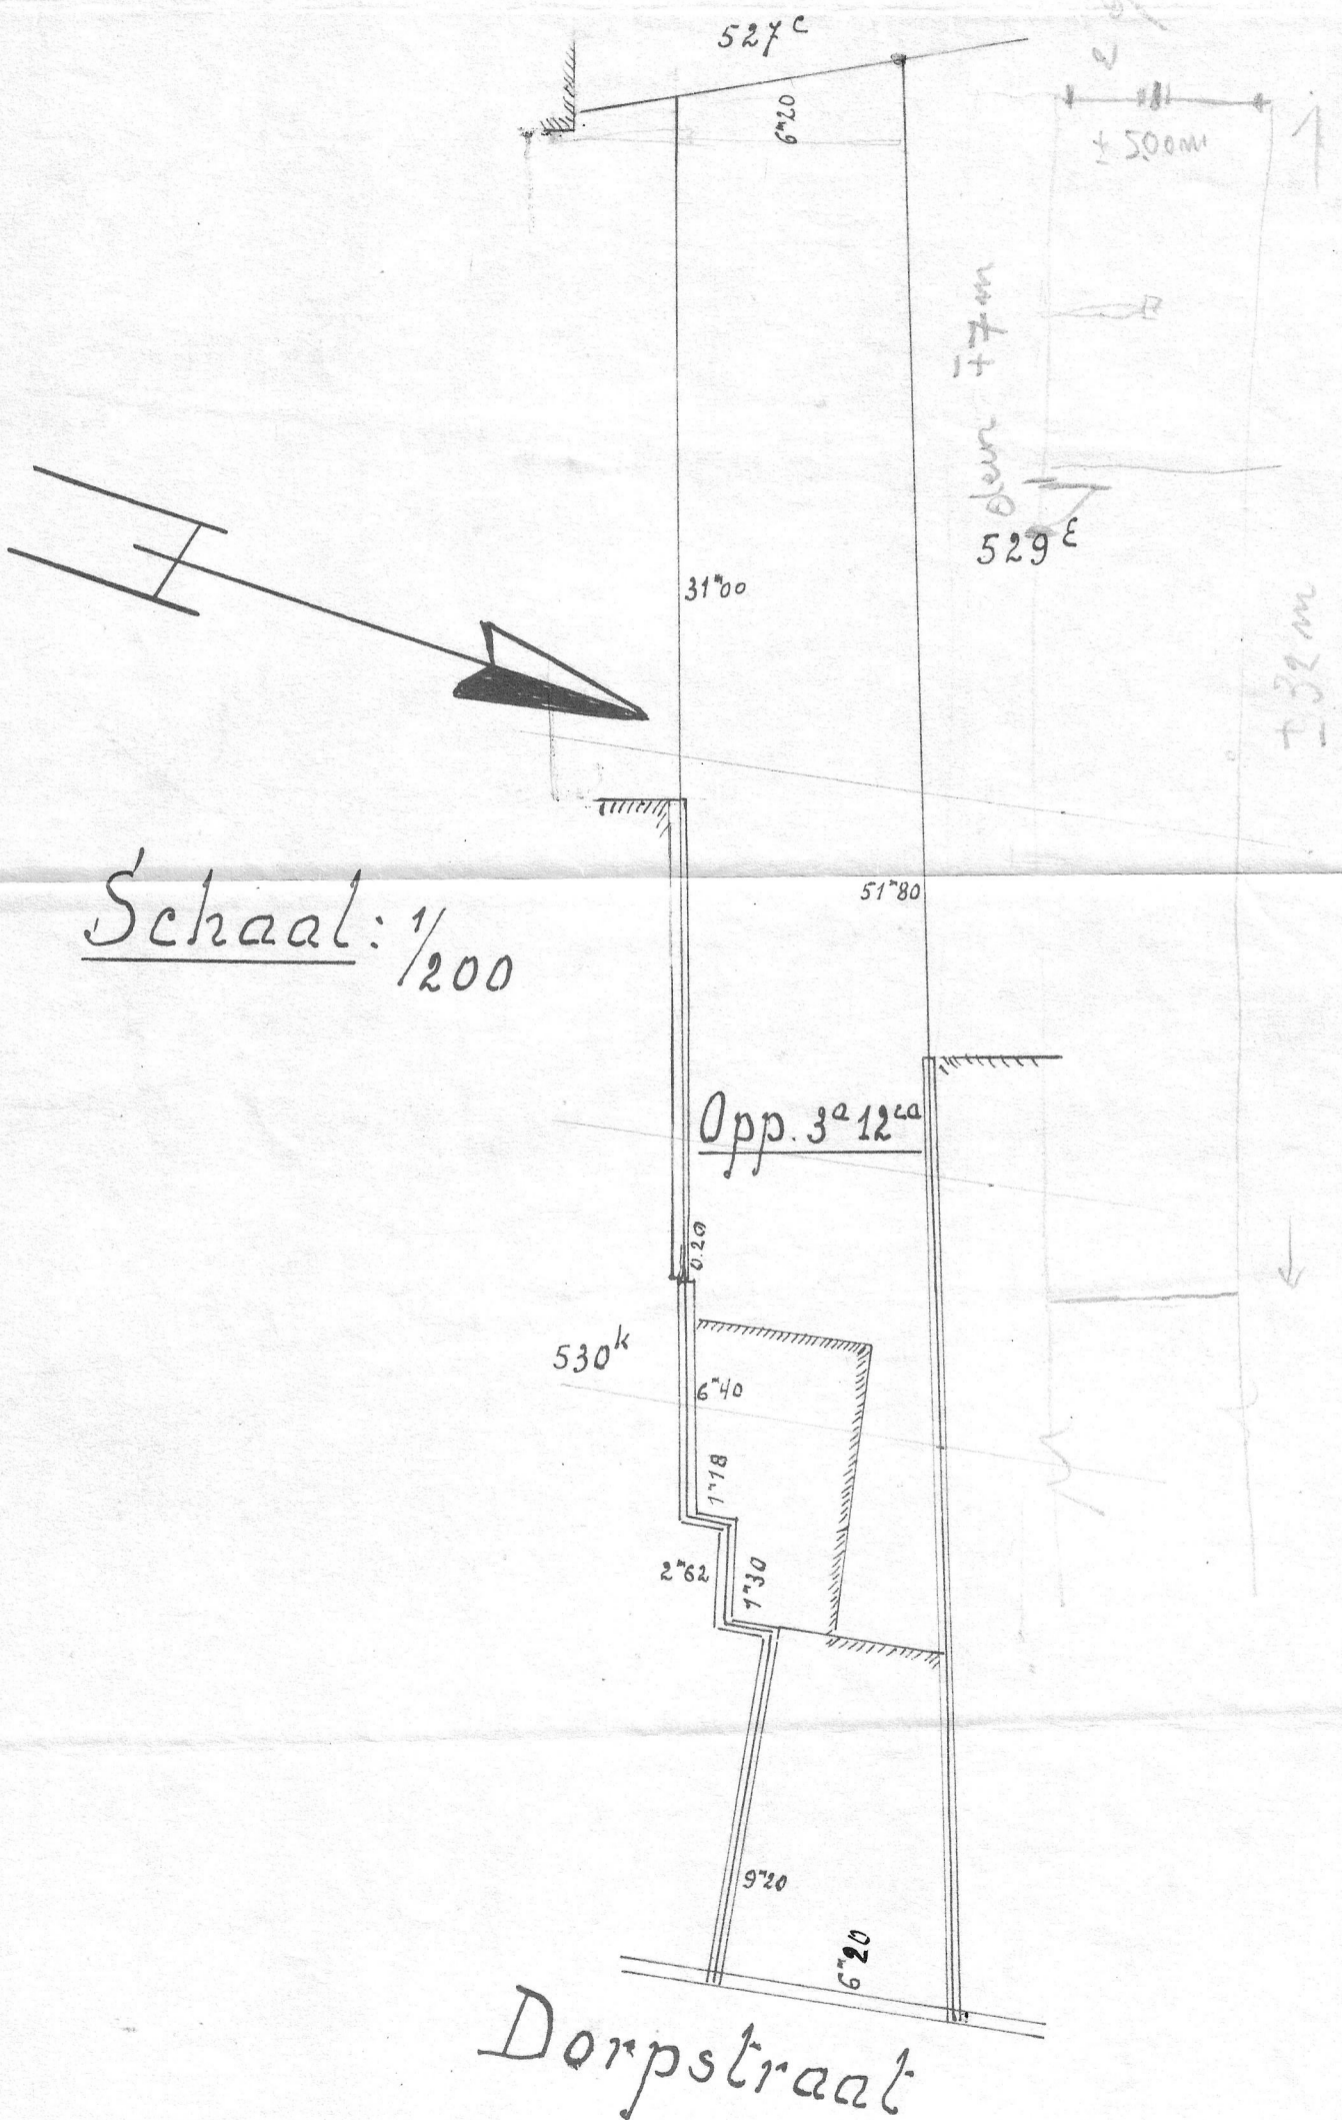 527ᶜ
6ᵐ20
± 5.00m
± 7m
529ᴱ
31ᵐ00
± 32 m
51ᵐ80
Schaal: 1/200
Opp. 3ᵃ 12ᶜᵃ
0.20
530ᵏ
6ᵐ40
1ᵐ18
2ᵐ62
1ᵐ30
9ᵐ20
6ᵐ20
Dorpstraat